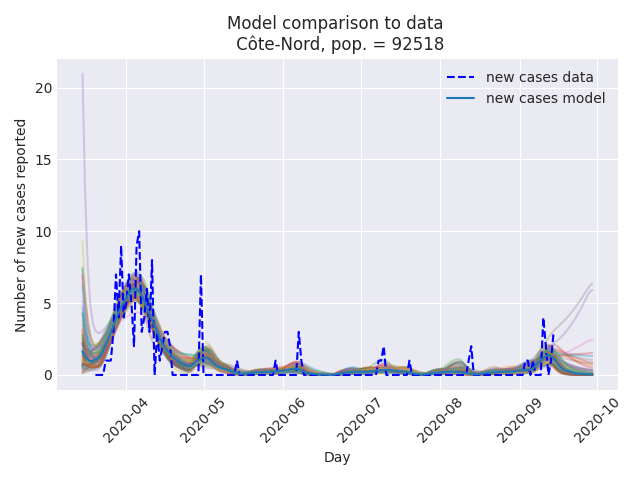 Model comparison to data
Côte-Nord, pop. = 92518
new cases data
new cases model
Number of new cases reported
20
15
10
5
0
2020-04
2020-05
2020-06
2020-07
2020-08
2020-09
2020-10
Day